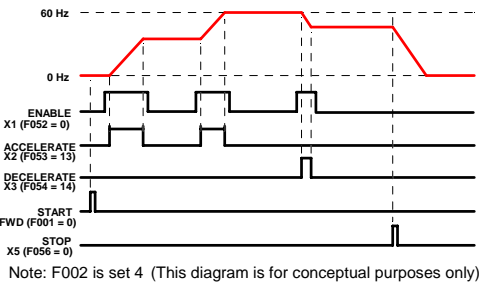 60 Hz
0 Hz
ENABLE
X1 (F052 = 0)
ACCELERATE
X2 (F053 = 13)
DECELERATE
X3 (F054 = 14)
START
FWD (F001 = 0)
STOP
X5 (F056 = 0)
Note: F002 is set 4 (This diagram is for conceptual purposes only)